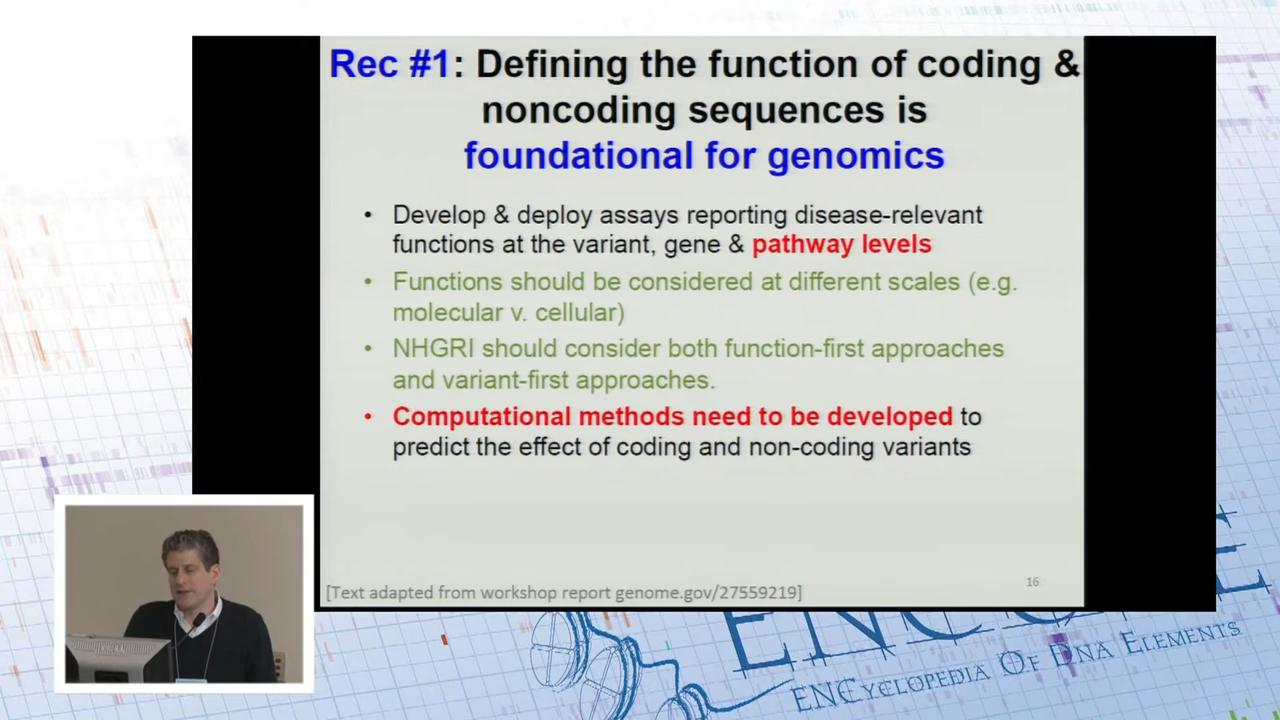 Rec #1: Defining the function of coding &
noncoding sequences is
foundational for genomics
• Develop & deploy assays reporting disease-relevant
functions at the variant, gene & pathway levels
• Functions should be considered at different scales (e.g.
molecular v. cellular)
• NHGRI should consider both function-first approaches
and variant-first approaches.
• Computational methods need to be developed to
predict the effect of coding and non-coding variants
16
[Text adapted from workshop report genome.gov/27559219]
ENCyclopedia Of DNA Elements